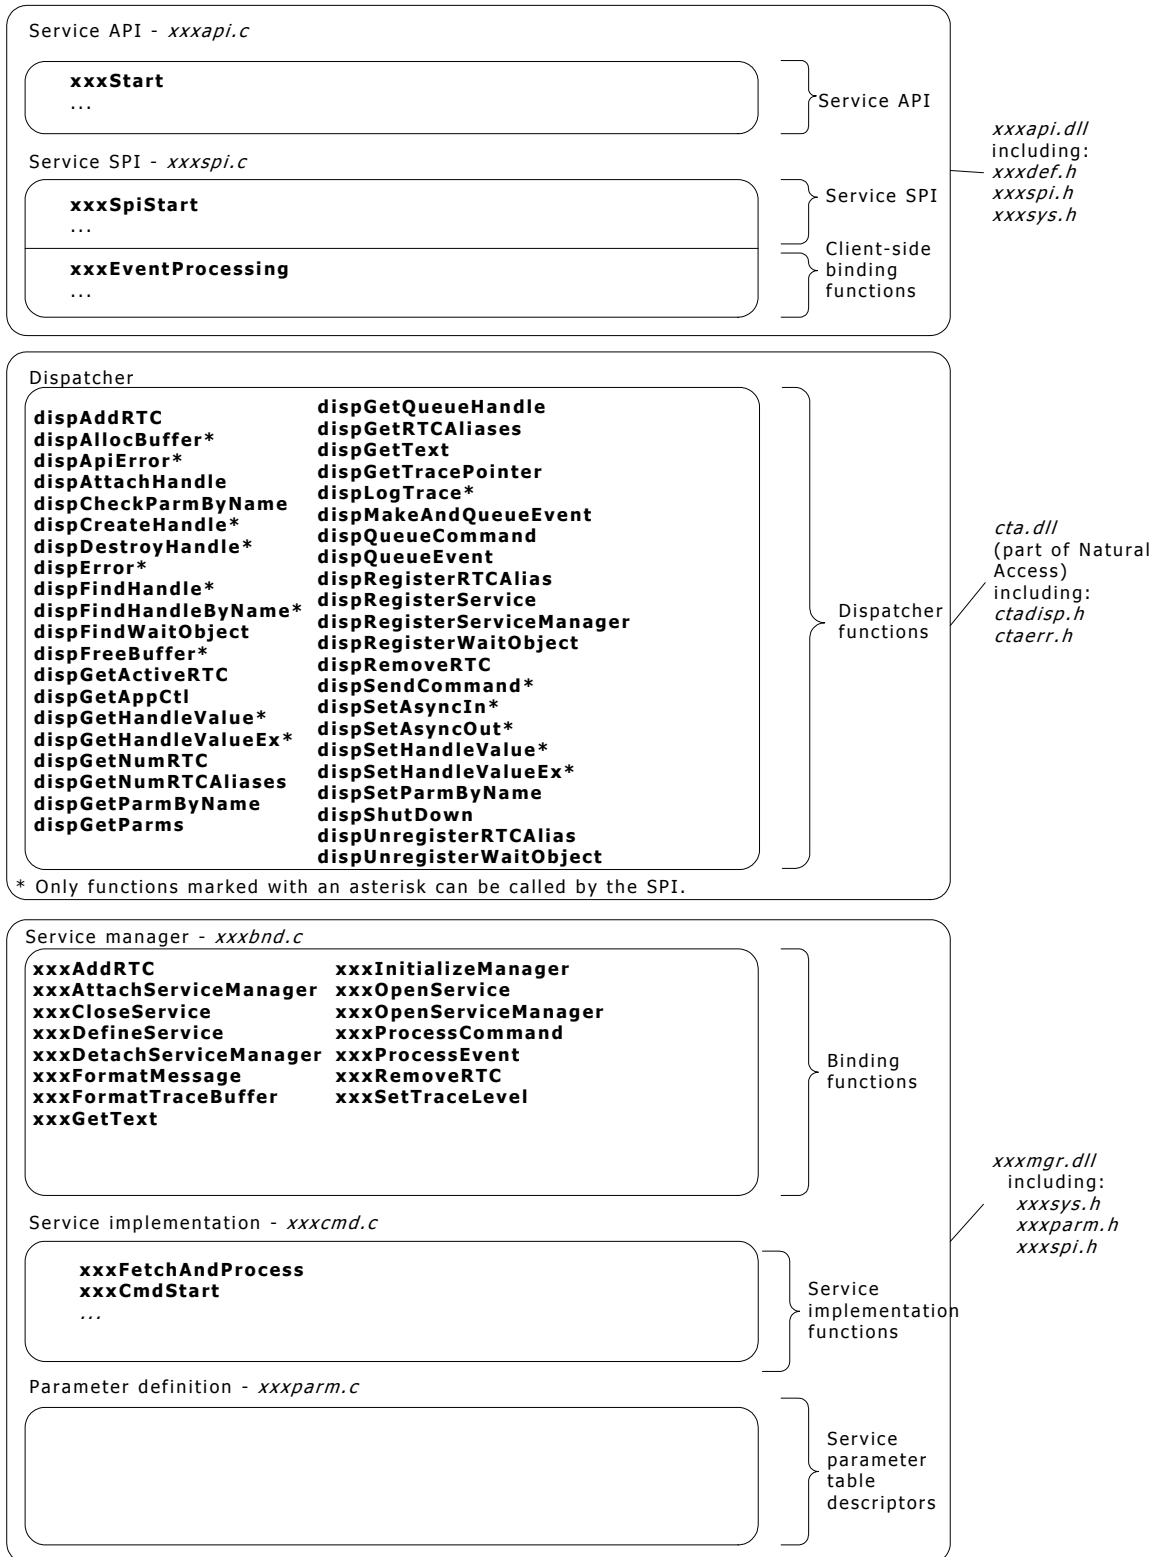 Service API - xxxapi.c
xxxStart
...
Service API
Service SPI - xxxspi.c
xxxSpiStart
...
Service SPI
xxxEventProcessing
...
Client-side
binding
functions
xxxapi.dll
including:
xxxdef.h
xxxspi.h
xxxsys.h
Dispatcher
dispAddRTC
dispAllocBuffer*
dispApiError*
dispAttachHandle
dispCheckParmByName
dispCreateHandle*
dispDestroyHandle*
dispError*
dispFindHandle*
dispFindHandleByName*
dispFindWaitObject
dispFreeBuffer*
dispGetActiveRTC
dispGetAppCtl
dispGetHandleValue*
dispGetHandleValueEx*
dispGetNumRTC
dispGetNumRTCAliases
dispGetParmByName
dispGetParms
dispGetQueueHandle
dispGetRTCAliases
dispGetText
dispGetTracePointer
dispLogTrace*
dispMakeAndQueueEvent
dispQueueCommand
dispQueueEvent
dispRegisterRTCAlias
dispRegisterService
dispRegisterServiceManager
dispRegisterWaitObject
dispRemoveRTC
dispSendCommand*
dispSetAsyncIn*
dispSetAsyncOut*
dispSetHandleValue*
dispSetHandleValueEx*
dispSetParmByName
dispShutDown
dispUnregisterRTCAlias
dispUnregisterWaitObject
Dispatcher
functions
* Only functions marked with an asterisk can be called by the SPI.
cta.dll
(part of Natural
Access)
including:
ctadisp.h
ctaerr.h
Service manager - xxxbnd.c
xxxAddRTC
xxxAttachServiceManager
xxxCloseService
xxxDefineService
xxxDetachServiceManager
xxxFormatMessage
xxxFormatTraceBuffer
xxxGetText
xxxInitializeManager
xxxOpenService
xxxOpenServiceManager
xxxProcessCommand
xxxProcessEvent
xxxRemoveRTC
xxxSetTraceLevel
Binding
functions
Service implementation - xxxcmd.c
xxxFetchAndProcess
xxxCmdStart
...
Service
implementation
functions
Parameter definition - xxxparm.c
Service
parameter
table
descriptors
xxxmgr.dll
including:
xxxsys.h
xxxparm.h
xxxspi.h